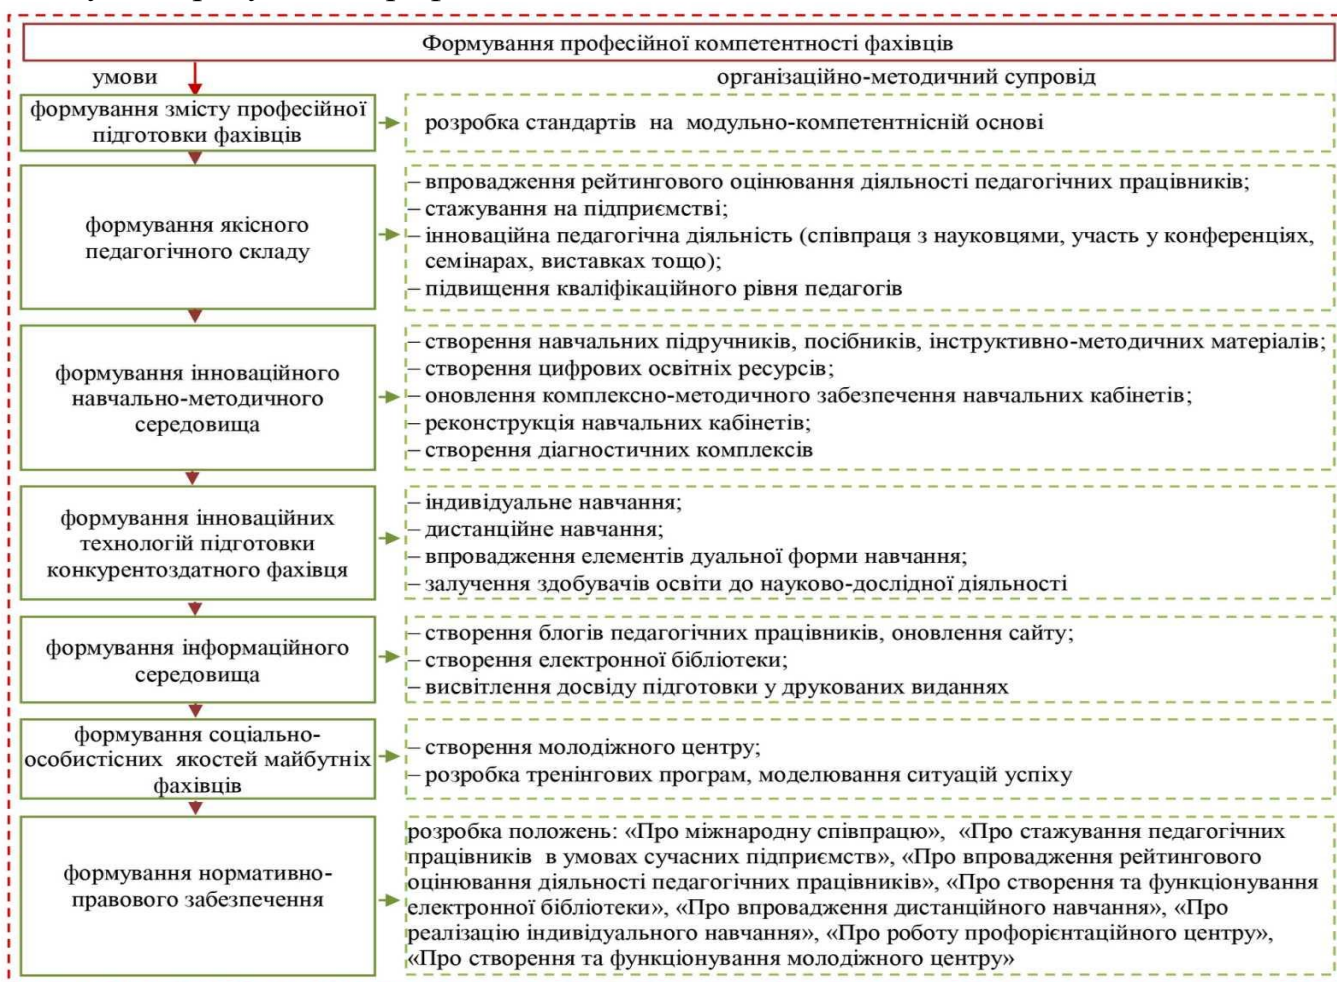 Формування професійної компетентності фахівців
умови
організаційно-методичний супровід
формування змісту професійної
підготовки фахівців
розробка стандартів на модульно-компетентнісній основі
формування якісного
педагогічного складу
– впровадження рейтингового оцінювання діяльності педагогічних працівників;
– стажування на підприємстві;
– інноваційна педагогічна діяльність (співпраця з науковцями, участь у конференціях,
семінарах, виставках тощо);
– підвищення кваліфікаційного рівня педагогів
формування інноваційного
навчально-методичного
середовища
– створення навчальних підручників, посібників, інструктивно-методичних матеріалів;
– створення цифрових освітніх ресурсів;
– оновлення комплексно-методичного забезпечення навчальних кабінетів;
– реконструкція навчальних кабінетів;
– створення діагностичних комплексів
формування інноваційних
технологій підготовки
конкурентоздатного фахівця
– індивідуальне навчання;
– дистанційне навчання;
– впровадження елементів дуальної форми навчання;
– залучення здобувачів освіти до науково-дослідної діяльності
формування інформаційного
середовища
– створення блогів педагогічних працівників, оновлення сайту;
– створення електронної бібліотеки;
– висвітлення досвіду підготовки у друкованих виданнях
формування соціально-
особистісних якостей майбутніх
фахівців
– створення молодіжного центру;
– розробка тренінгових програм, моделювання ситуацій успіху
формування нормативно-
правового забезпечення
розробка положень: «Про міжнародну співпрацю», «Про стажування педагогічних
працівників в умовах сучасних підприємств», «Про впровадження рейтингового
оцінювання діяльності педагогічних працівників», «Про створення та функціонування
електронної бібліотеки», «Про впровадження дистанційного навчання», «Про
реалізацію індивідуального навчання», «Про роботу профорієнтаційного центру»,
«Про створення та функціонування молодіжного центру»